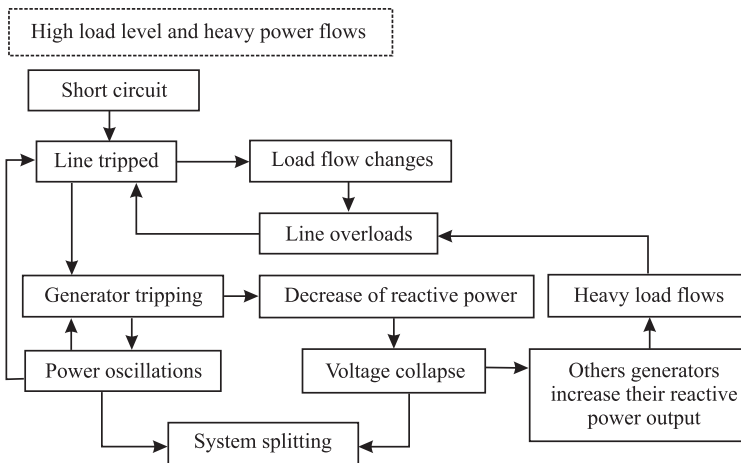 High load level and heavy power flows
Short circuit
Line tripped
Load flow changes
Line overloads
Generator tripping
Decrease of reactive power
Heavy load flows
Power oscillations
Voltage collapse
Others generators
increase their reactive
power output
System splitting